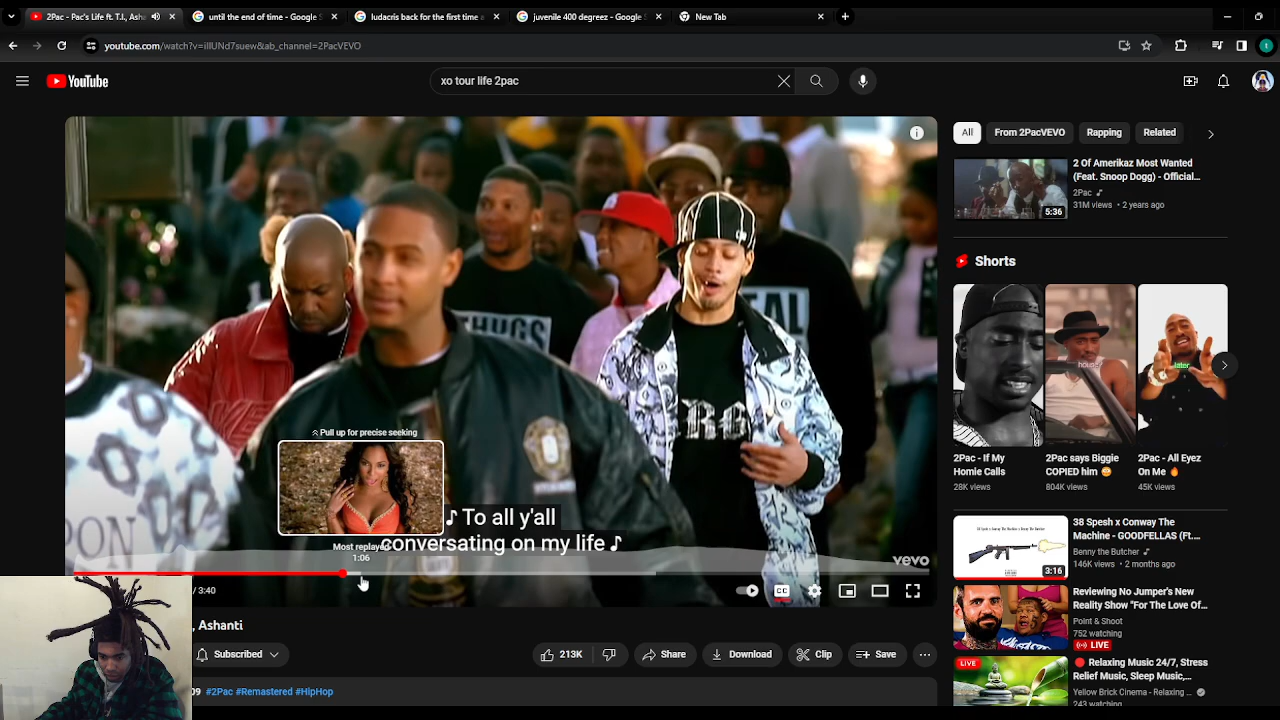 2Pac - Pac's Life ft. T.I., Asha
until the end of time - Google S
ludacris back for the first time a
juvenile 400 degreez - Google S
New Tab
youtube.com/watch?v=illUNd7suew&ab_channel=2PacVEVO
t
YouTube
xo tour life 2pac
All
From 2PacVEVO
Rapping
Related
2 Of Amerikaz Most Wanted
(Feat. Snoop Dogg) - Official...
2Pac
31M views • 2 years ago
5:36
Shorts
house?
later
2Pac - If My
Homie Calls
28K views
2Pac says Biggie
COPIED him
804K views
2Pac - All Eyez
On Me
45K views
THUGS
Pull up for precise seeking
♪ To all y'all
conversating on my life ♪
Most replayed
1:06
vevo
/ 3:40
CC
, Ashanti
Subscribed
213K
Share
Download
Clip
Save
09 #2Pac #Remastered #HipHop
38 Spesh x Conway The
Machine - GOODFELLAS (Ft....
Benny the Butcher
146K views • 2 months ago
3:16
Reviewing No Jumper's New
Reality Show "For The Love Of...
Point & Shoot
752 watching
LIVE
LIVE
Relaxing Music 24/7, Stress
Relief Music, Sleep Music,...
Yellow Brick Cinema - Relaxing ...
243 watching